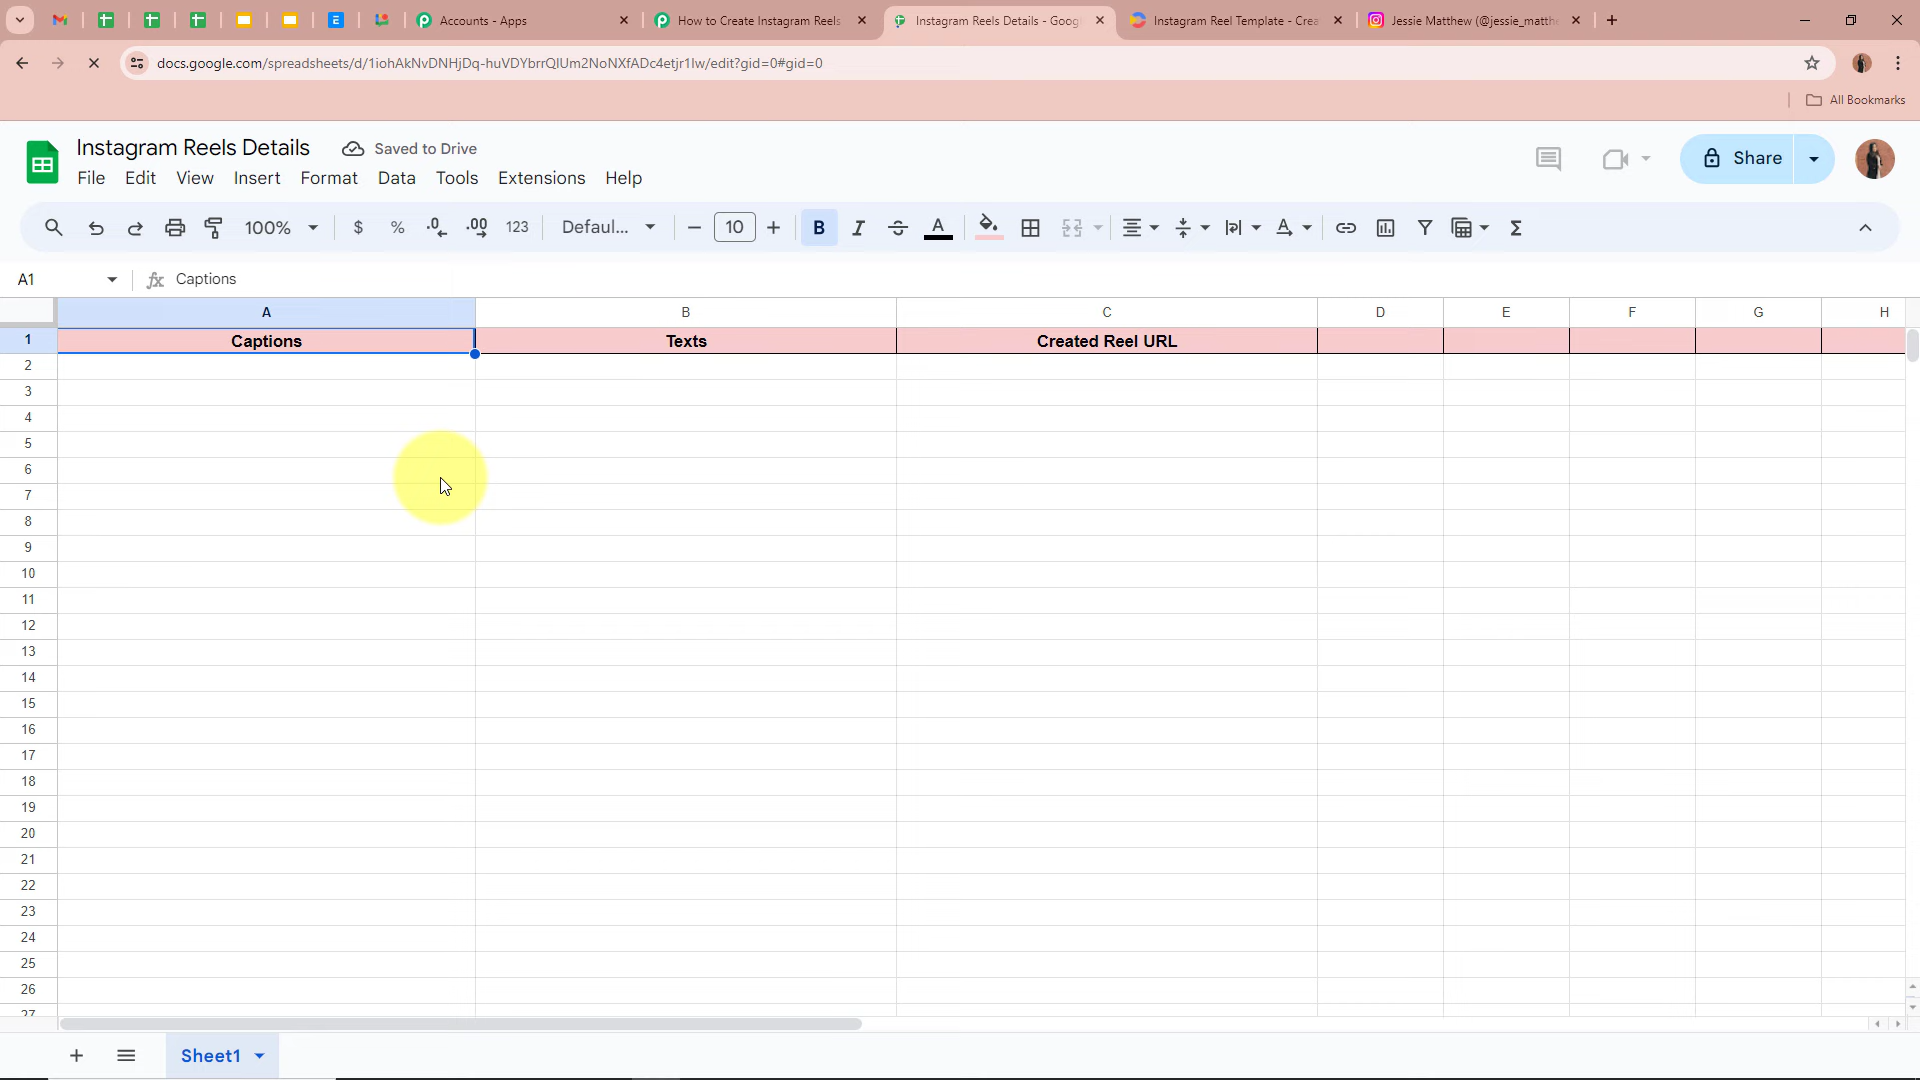 Accounts - Apps
How to Create Instagram Reels
Instagram Reels Details - Goog
Instagram Reel Template - Crea
Jessie Matthew (@jessie_matth
docs.google.com/spreadsheets/d/1iohAkNvDNHjDq-huVDYbrrQIUm2NoNXfADc4etjr1lw/edit?gid=0#gid=0
All Bookmarks
Instagram Reels Details
Saved to Drive
File Edit View Insert Format Data Tools Extensions Help
Share
100% $ % .0 .00 123 Defaul... 10 B I A
A1
fx Captions
A B C D E F G H
1 Captions Texts Created Reel URL
2
3
4
5
6
7
8
9
10
11
12
13
14
15
16
17
18
19
20
21
22
23
24
25
26
27
Sheet1